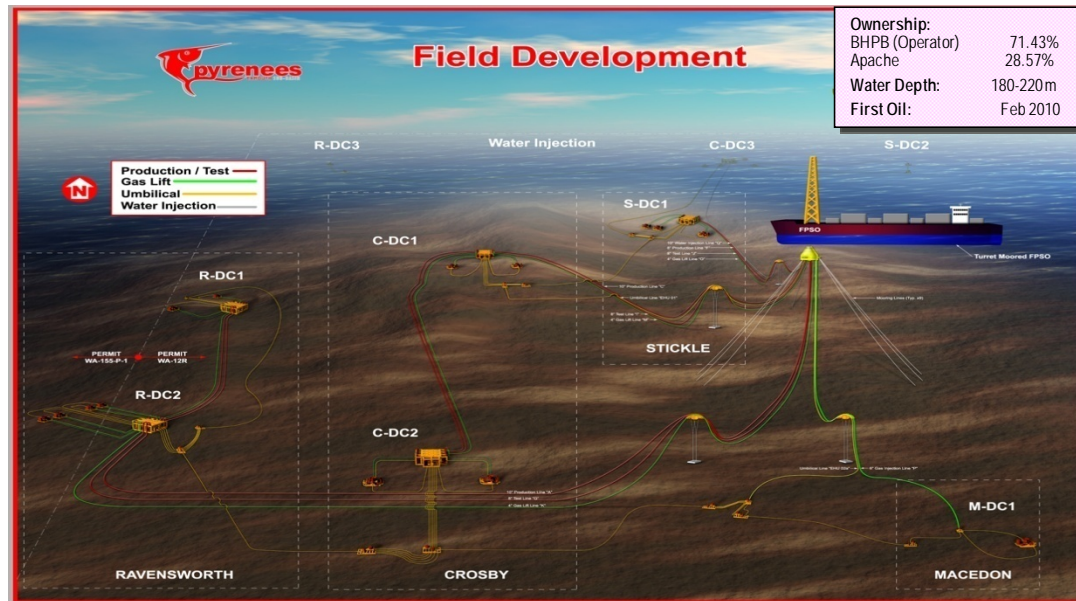 Ownership:
BHPB (Operator) 71.43%
Apache 28.57%
Water Depth: 180-220m
First Oil: Feb 2010
pyrenees
Field Development
R-DC3
Water Injection
C-DC3
S-DC2
Production / Test
Gas Lift
Umbilical
Water Injection
N
S-DC1
C-DC1
FPSO
Turret Moored FPSO
R-DC1
STICKLE
PERMIT
WA-155-P-1
PERMIT
WA-12R
R-DC2
C-DC2
M-DC1
RAVENSWORTH
CROSBY
MACEDON